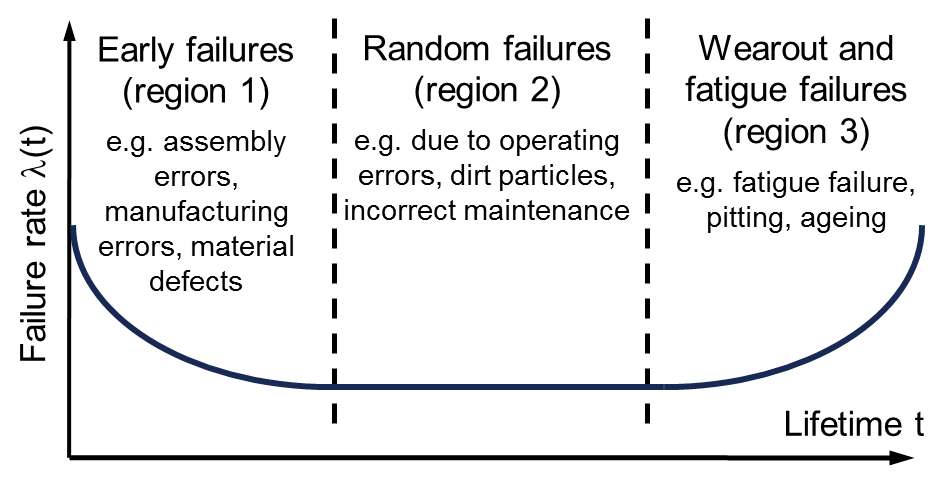 Early failures
(region 1)
e.g. assembly
errors,
manufacturing
errors, material
defects
Random failures
(region 2)
e.g. due to operating
errors, dirt particles,
incorrect maintenance
Wearout and
fatigue failures
(region 3)
e.g. fatigue failure,
pitting, ageing
Failure rate λ(t)
Lifetime t